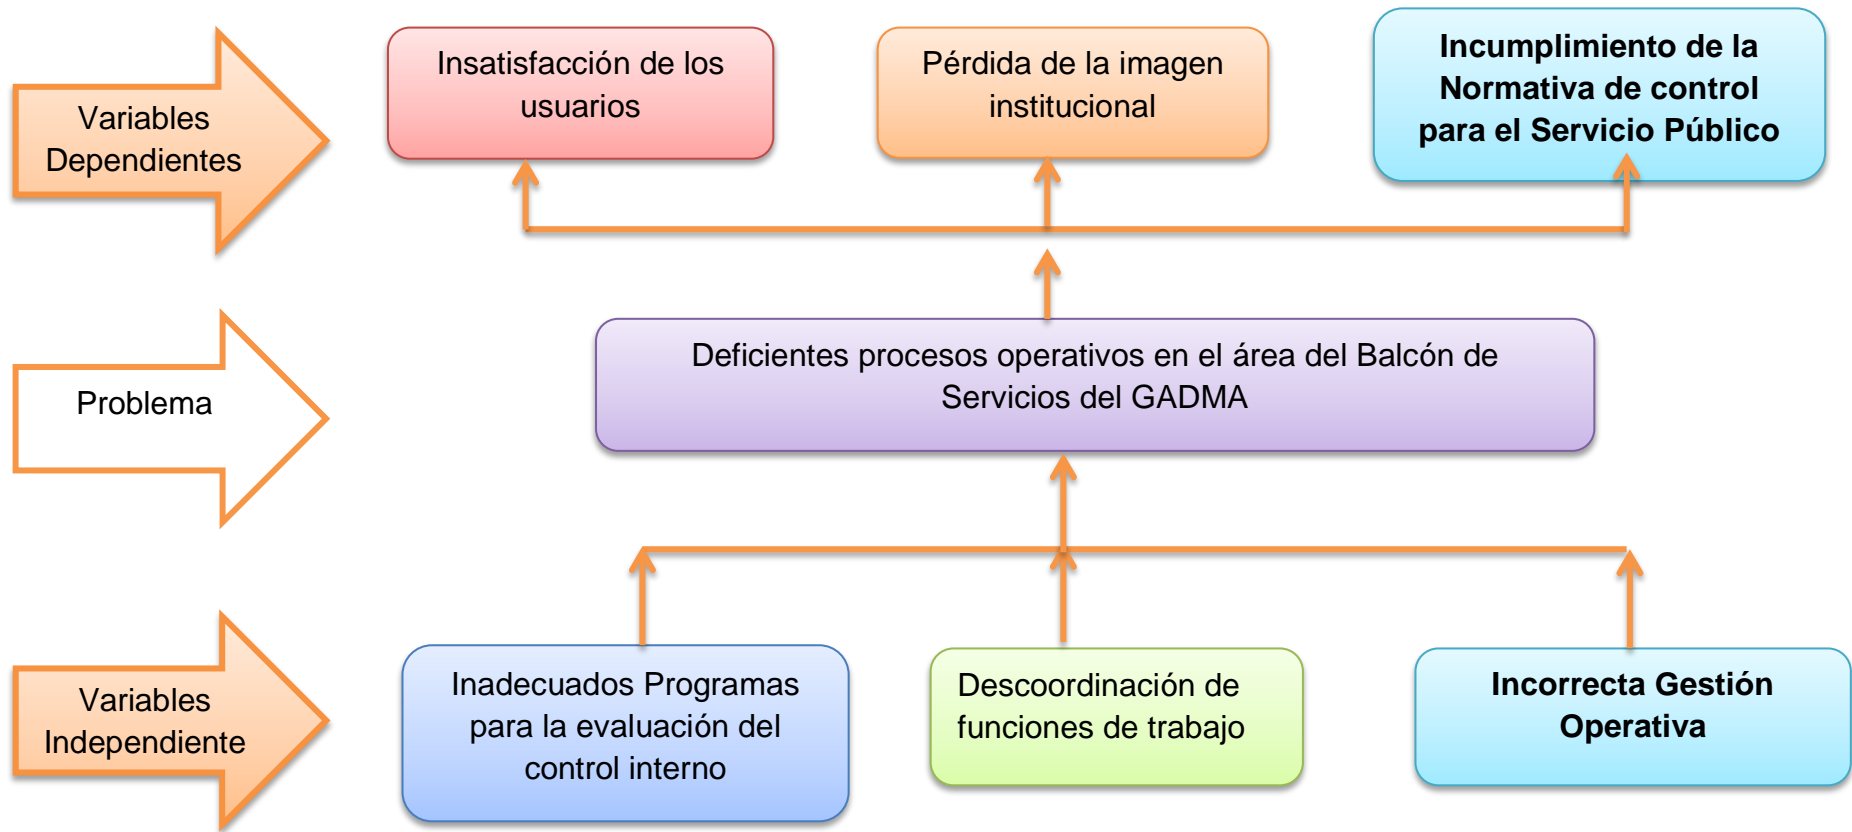 Variables
Dependientes
Insatisfacción de los
usuarios
Pérdida de la imagen
institucional
Incumplimiento de la
Normativa de control
para el Servicio Público
Problema
Deficientes procesos operativos en el área del Balcón de
Servicios del GADMA
Variables
Independiente
Inadecuados Programas
para la evaluación del
control interno
Descoordinación de
funciones de trabajo
Incorrecta Gestión
Operativa